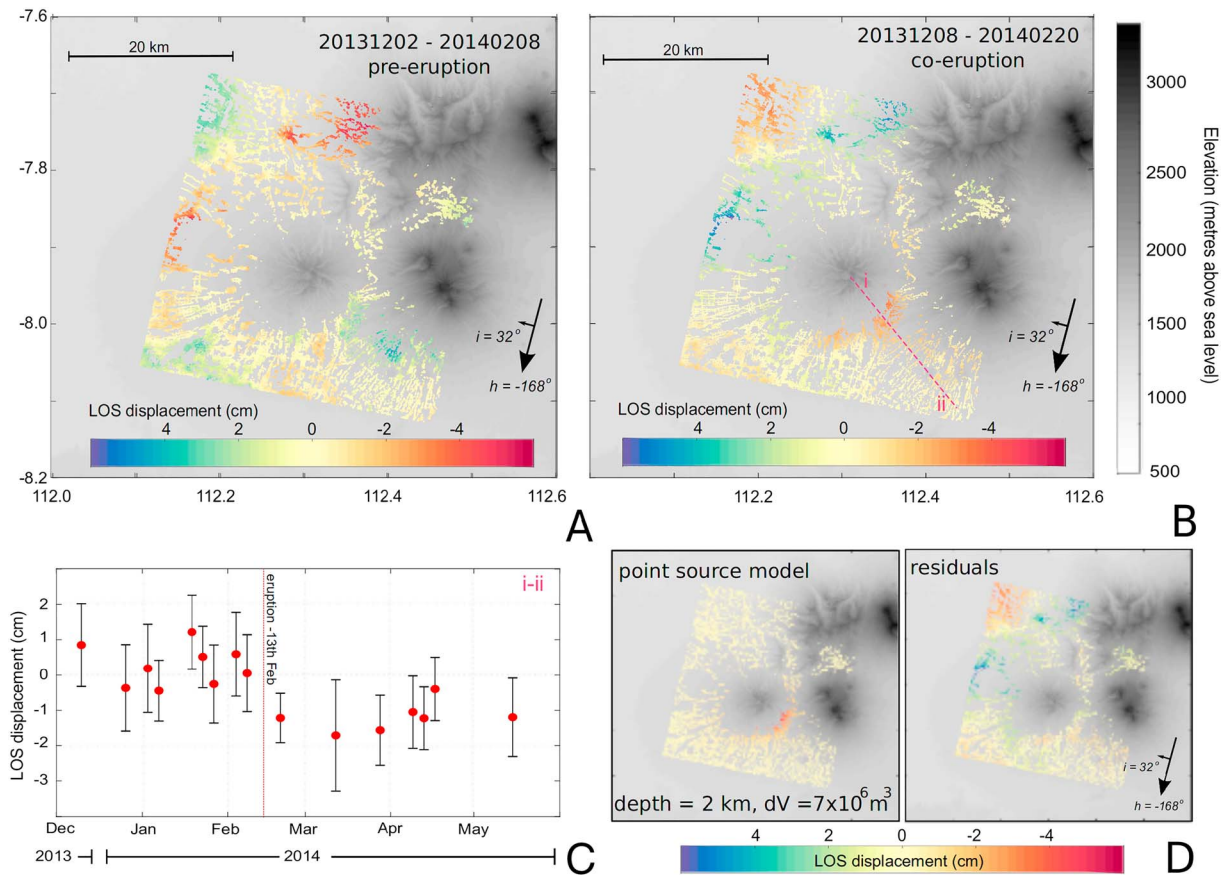 -7.6
-7.8
-8.0
-8.2
20 km
20131202 - 20140208
pre-eruption
i = 32°
h = -168°
LOS displacement (cm)
4 2 0 -2 -4
112.0 112.2 112.4 112.6
A
20 km
20131208 - 20140220
co-eruption
i
ii
i = 32°
h = -168°
LOS displacement (cm)
4 2 0 -2 -4
112.2 112.4 112.6
B
3000
2500
2000
1500
1000
500
Elevation (metres above sea level)
LOS displacement (cm)
2
1
0
-1
-2
-3
eruption -13th Feb
i-ii
Dec Jan Feb Mar Apr May
2013 2014
C
point source model
depth = 2 km, dV =7x10⁶m³
residuals
i = 32°
h = -168°
4 2 0 -2 -4
LOS displacement (cm)
D